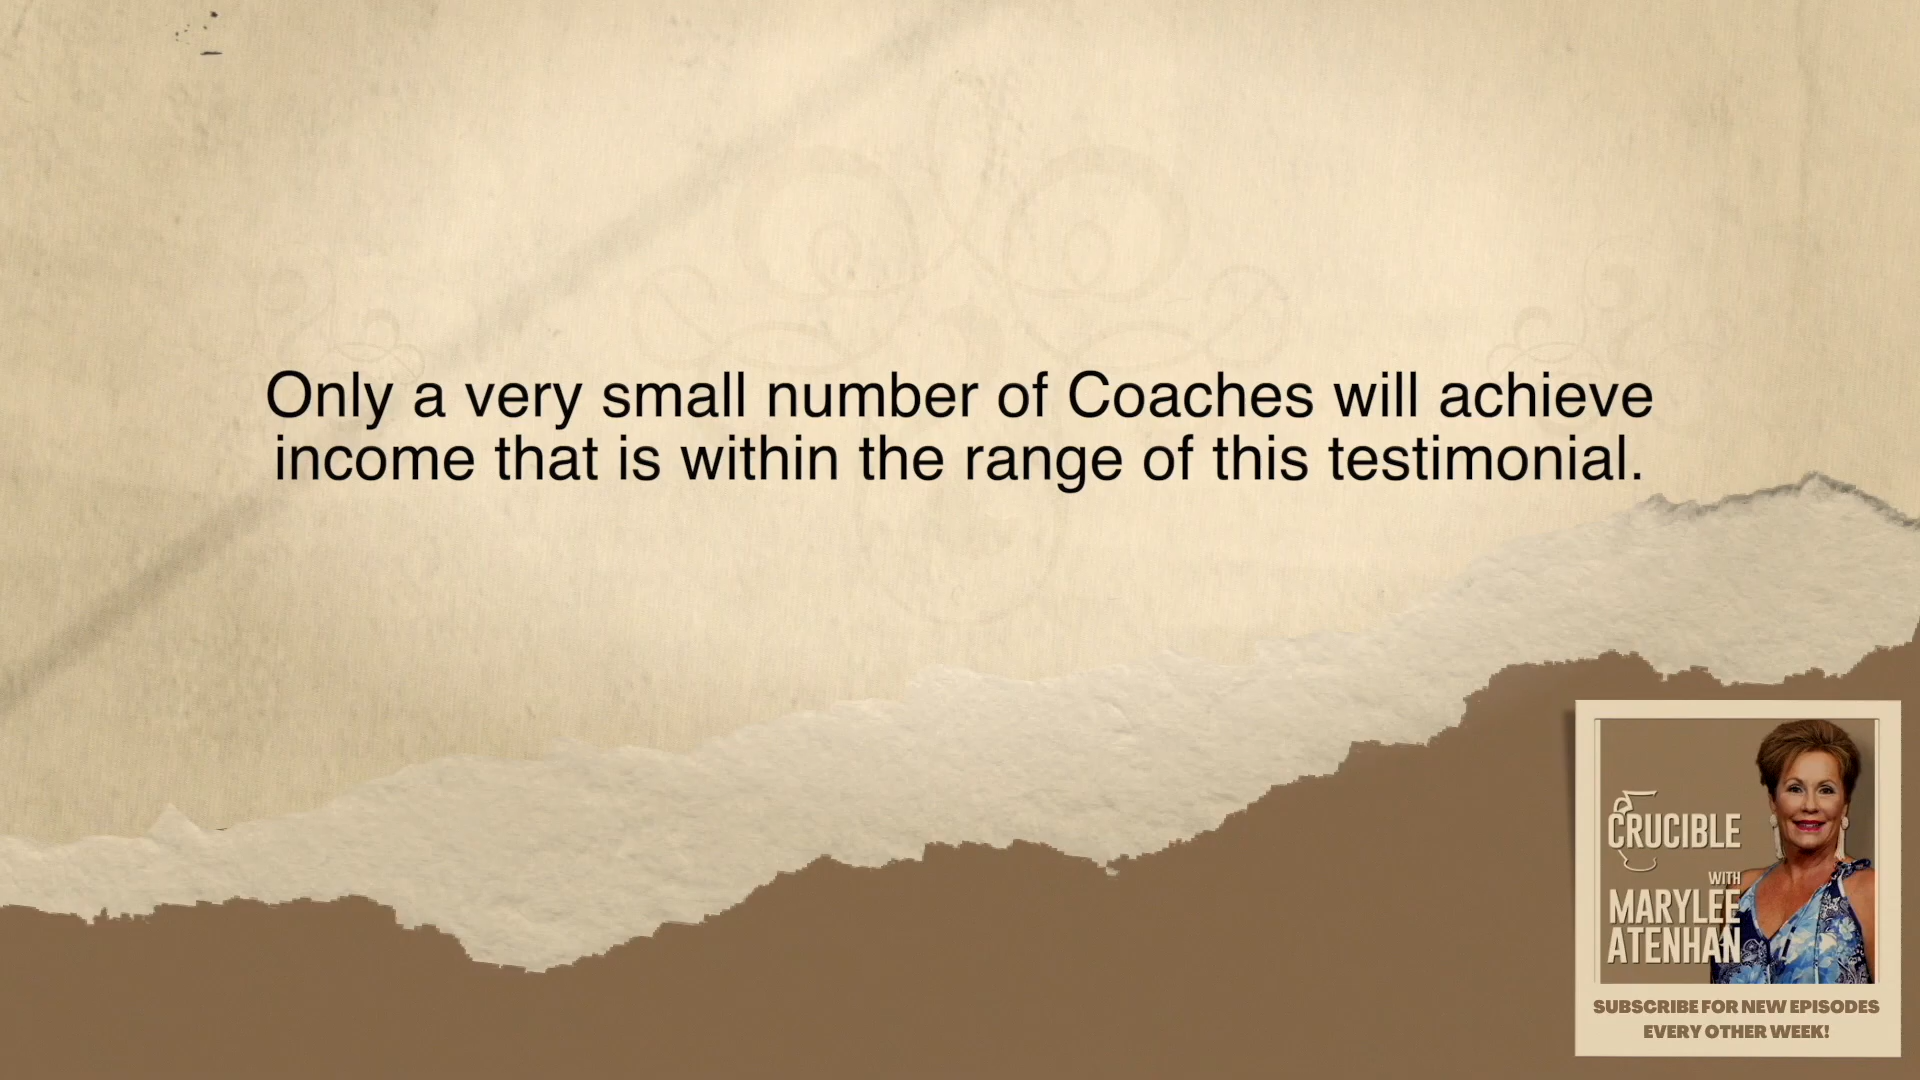 Only a very small number of Coaches will achieve
income that is within the range of this testimonial.
CRUCIBLE
WITH
MARYLEE
ATENHAN
SUBSCRIBE FOR NEW EPISODES
EVERY OTHER WEEK!